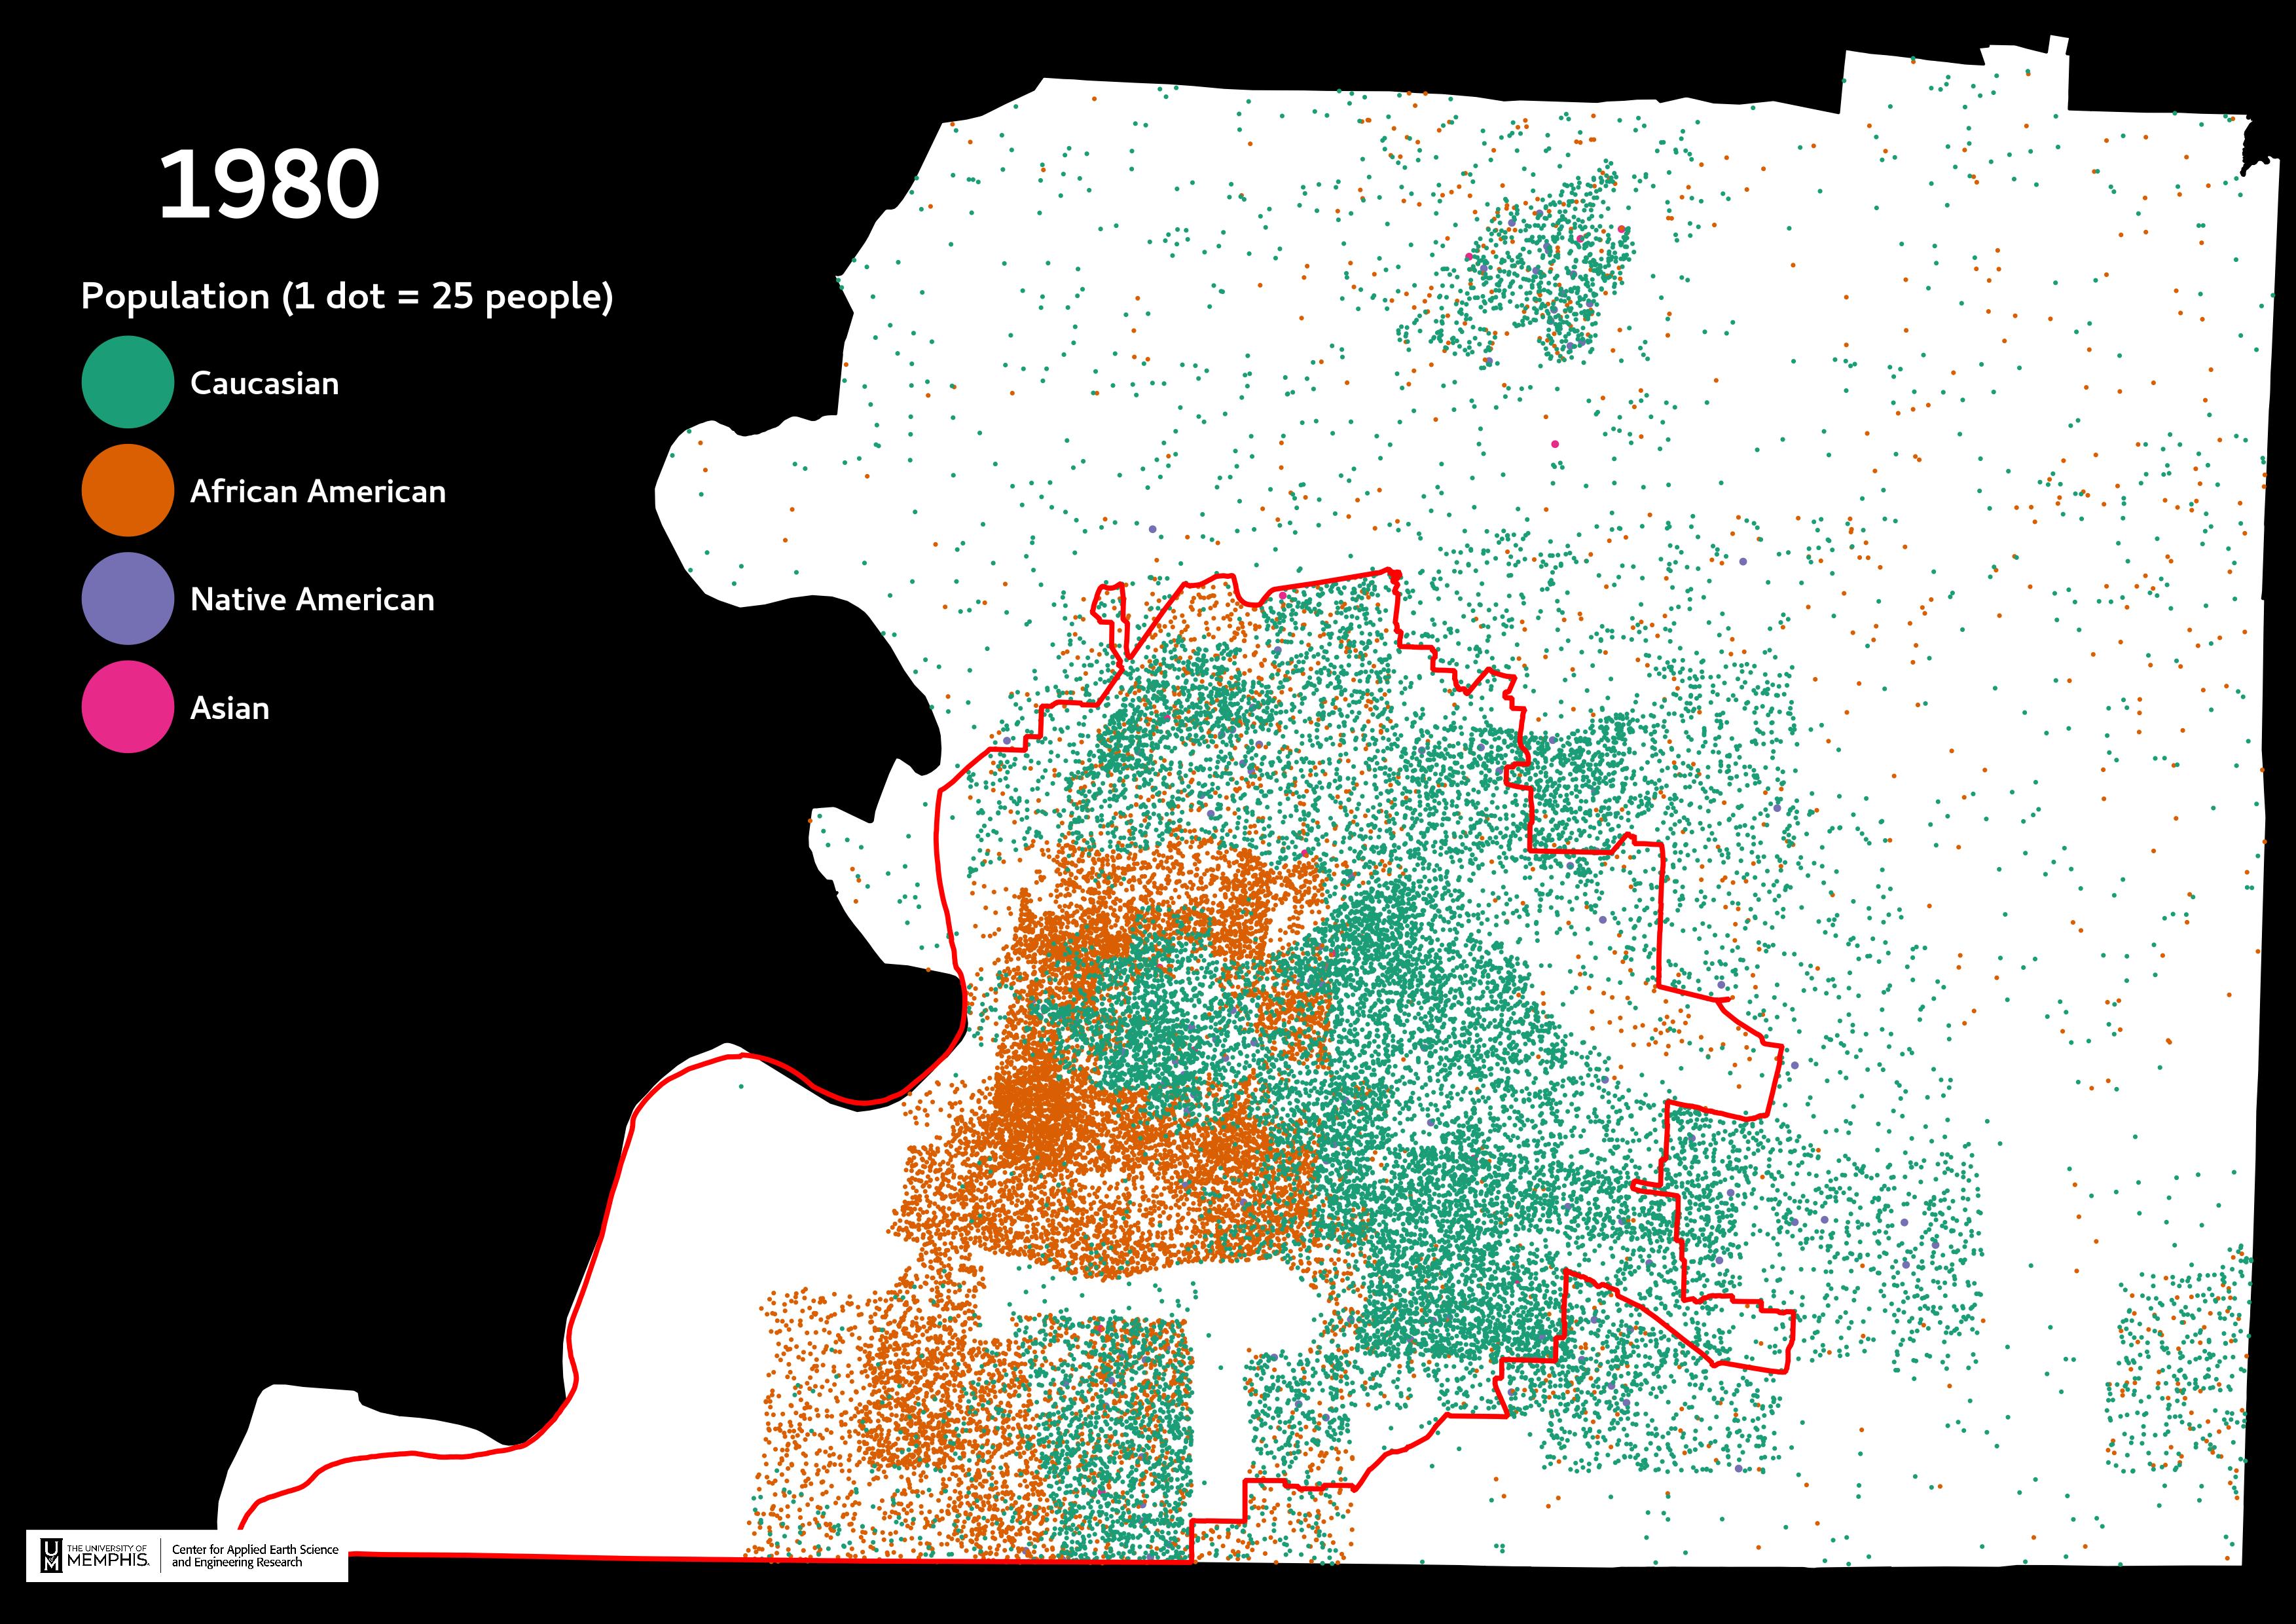 1980
Population (1 dot = 25 people)
Caucasian
African American
Native American
Asian
UM
THE UNIVERSITY OF
MEMPHIS.
Center for Applied Earth Science
and Engineering Research